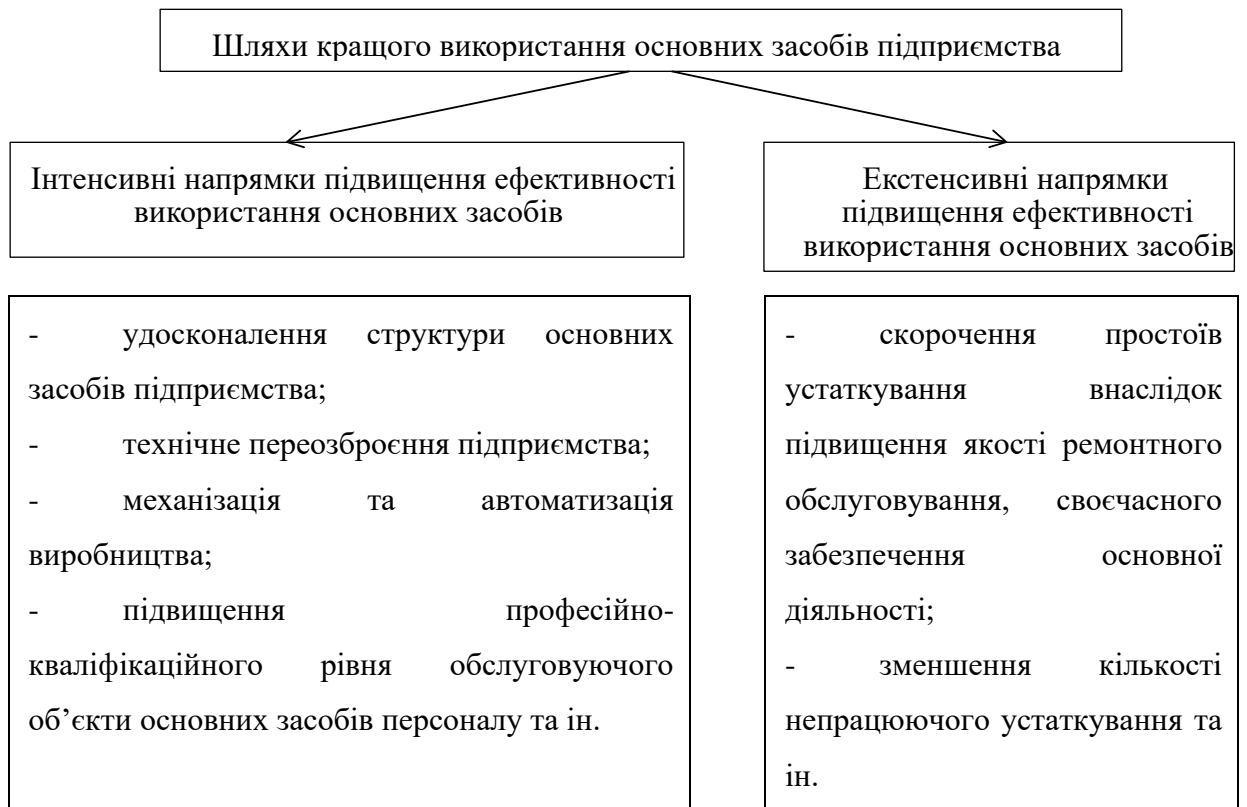 Шляхи кращого використання основних засобів підприємства
Інтенсивні напрямки підвищення ефективності
використання основних засобів
Екстенсивні напрямки
підвищення ефективності
використання основних засобів
- удосконалення структури основних
засобів підприємства;
- технічне переозброєння підприємства;
- механізація та автоматизація
виробництва;
- підвищення професійно-
кваліфікаційного рівня обслуговуючого
об’єкти основних засобів персоналу та ін.
- скорочення простоїв
устаткування внаслідок
підвищення якості ремонтного
обслуговування, своєчасного
забезпечення основної
діяльності;
- зменшення кількості
непрацюючого устаткування та
ін.